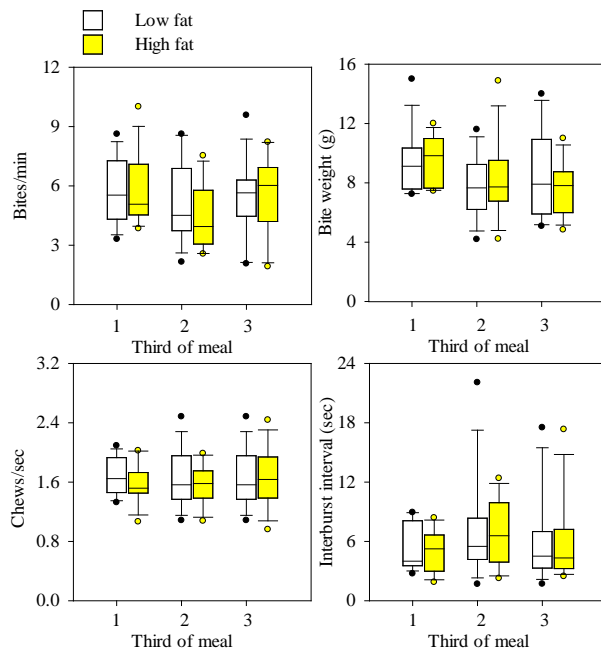 Low fat
High fat
Bites/min
12
9
6
3
0
1 2 3
Third of meal
Bite weight (g)
16
12
8
4
0
1 2 3
Third of meal
Chews/sec
3.2
2.4
1.6
0.8
0.0
1 2 3
Third of meal
Interburst interval (sec)
24
18
12
6
0
1 2 3
Third of meal